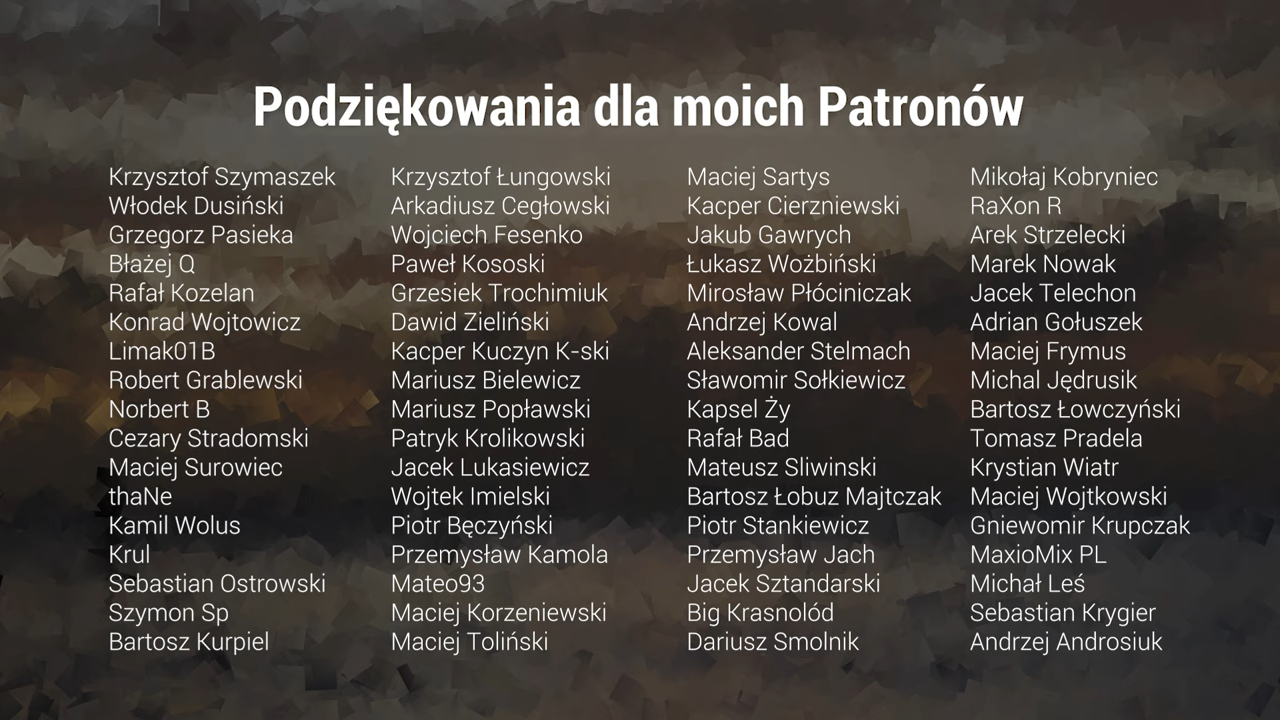 Podziękowania dla moich Patronów
Krzysztof Szymaszek
Włodek Dusiński
Grzegorz Pasieka
Błażej Q
Rafał Kozelan
Konrad Wojtowicz
Limak01B
Robert Grablewski
Norbert B
Cezary Stradomski
Maciej Surowiec
thaNe
Kamil Wolus
Krul
Sebastian Ostrowski
Szymon Sp
Bartosz Kurpiel
Krzysztof Łungowski
Arkadiusz Cegłowski
Wojciech Fesenko
Paweł Kososki
Grzesiek Trochimiuk
Dawid Zieliński
Kacper Kuczyn K-ski
Mariusz Bielewicz
Mariusz Popławski
Patryk Krolikowski
Jacek Lukasiewicz
Wojtek Imielski
Piotr Bęczyński
Przemysław Kamola
Mateo93
Maciej Korzeniewski
Maciej Toliński
Maciej Sartys
Kacper Cierzniewski
Jakub Gawrych
Łukasz Wożbiński
Mirosław Płóciniczak
Andrzej Kowal
Aleksander Stelmach
Sławomir Sołkiewicz
Kapsel Ży
Rafał Bad
Mateusz Sliwinski
Bartosz Łobuz Majtczak
Piotr Stankiewicz
Przemysław Jach
Jacek Sztandarski
Big Krasnolód
Dariusz Smolnik
Mikołaj Kobryniec
RaXon R
Arek Strzelecki
Marek Nowak
Jacek Telechon
Adrian Gołuszek
Maciej Frymus
Michal Jędrusik
Bartosz Łowczyński
Tomasz Pradela
Krystian Wiatr
Maciej Wojtkowski
Gniewomir Krupczak
MaxioMix PL
Michał Leś
Sebastian Krygier
Andrzej Androsiuk